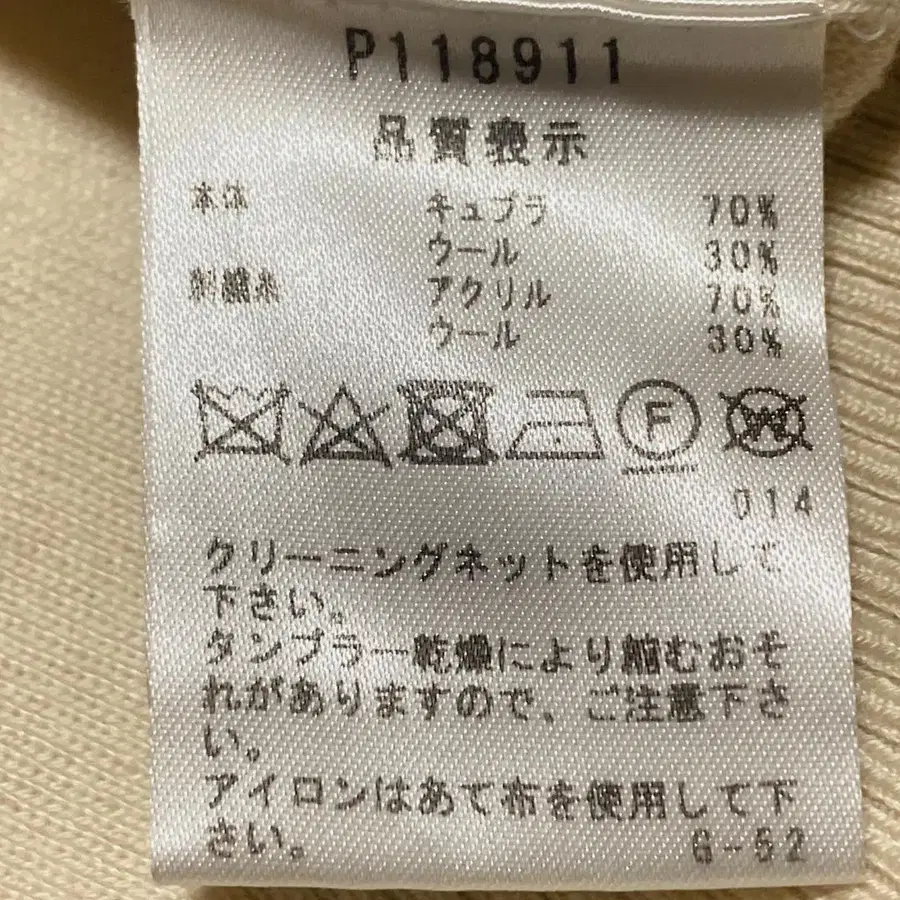 P118911
品質表示
本体 キュプラ 70%
ウール 30%
刺繍糸 アクリル 70%
ウール 30%
F W
014
クリーニングネットを使用して
下さい。
タンブラー乾燥により縮むおそ
れがありますので、ご注意下さ
い。
アイロンはあて布を使用して下
さい。 6-52